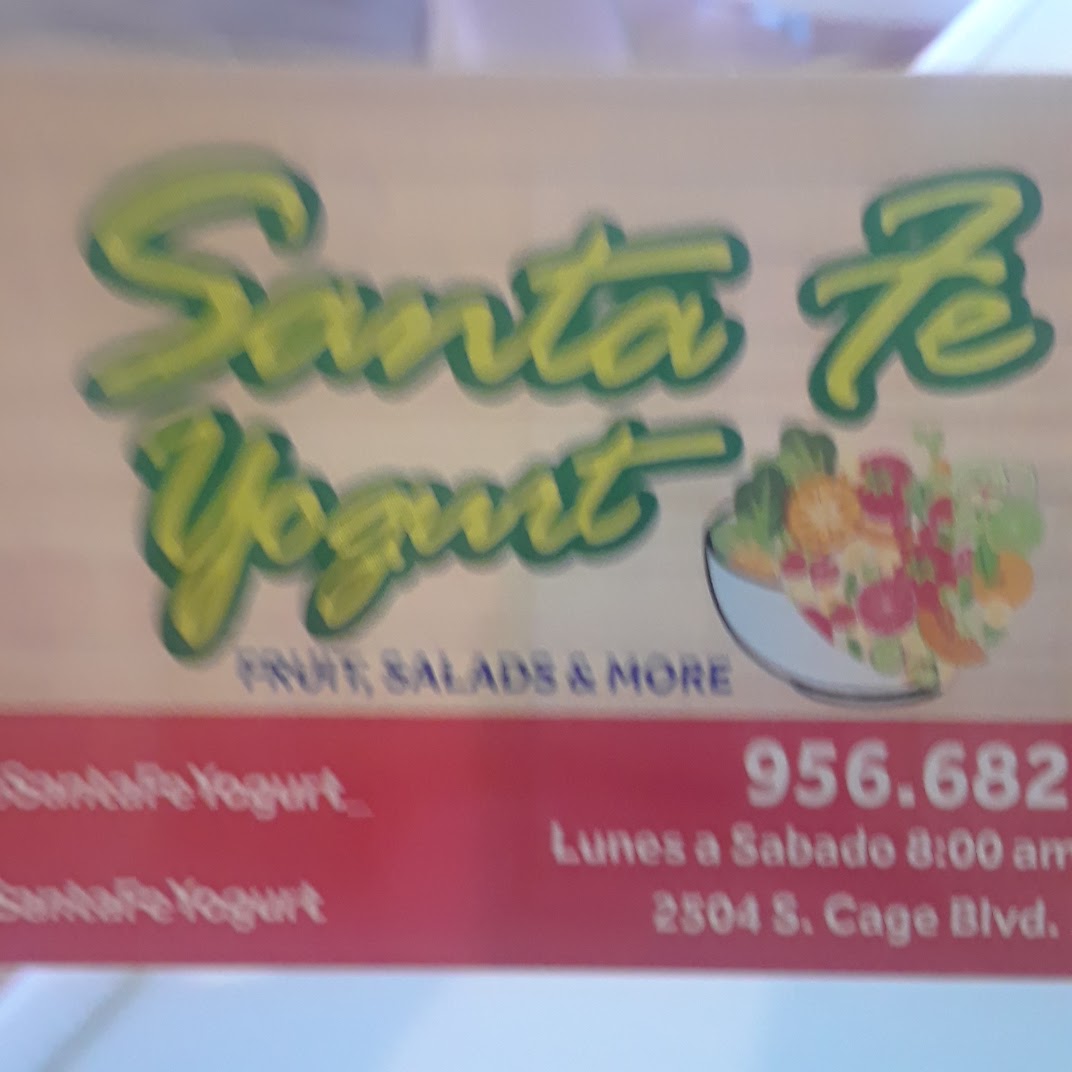 Santa Fe
Yogurt
FRUIT, SALADS & MORE
SantaFeYogurt_
SantaFeYogurt
956.682
Lunes a Sabado 8:00 am
2504 S. Cage Blvd.